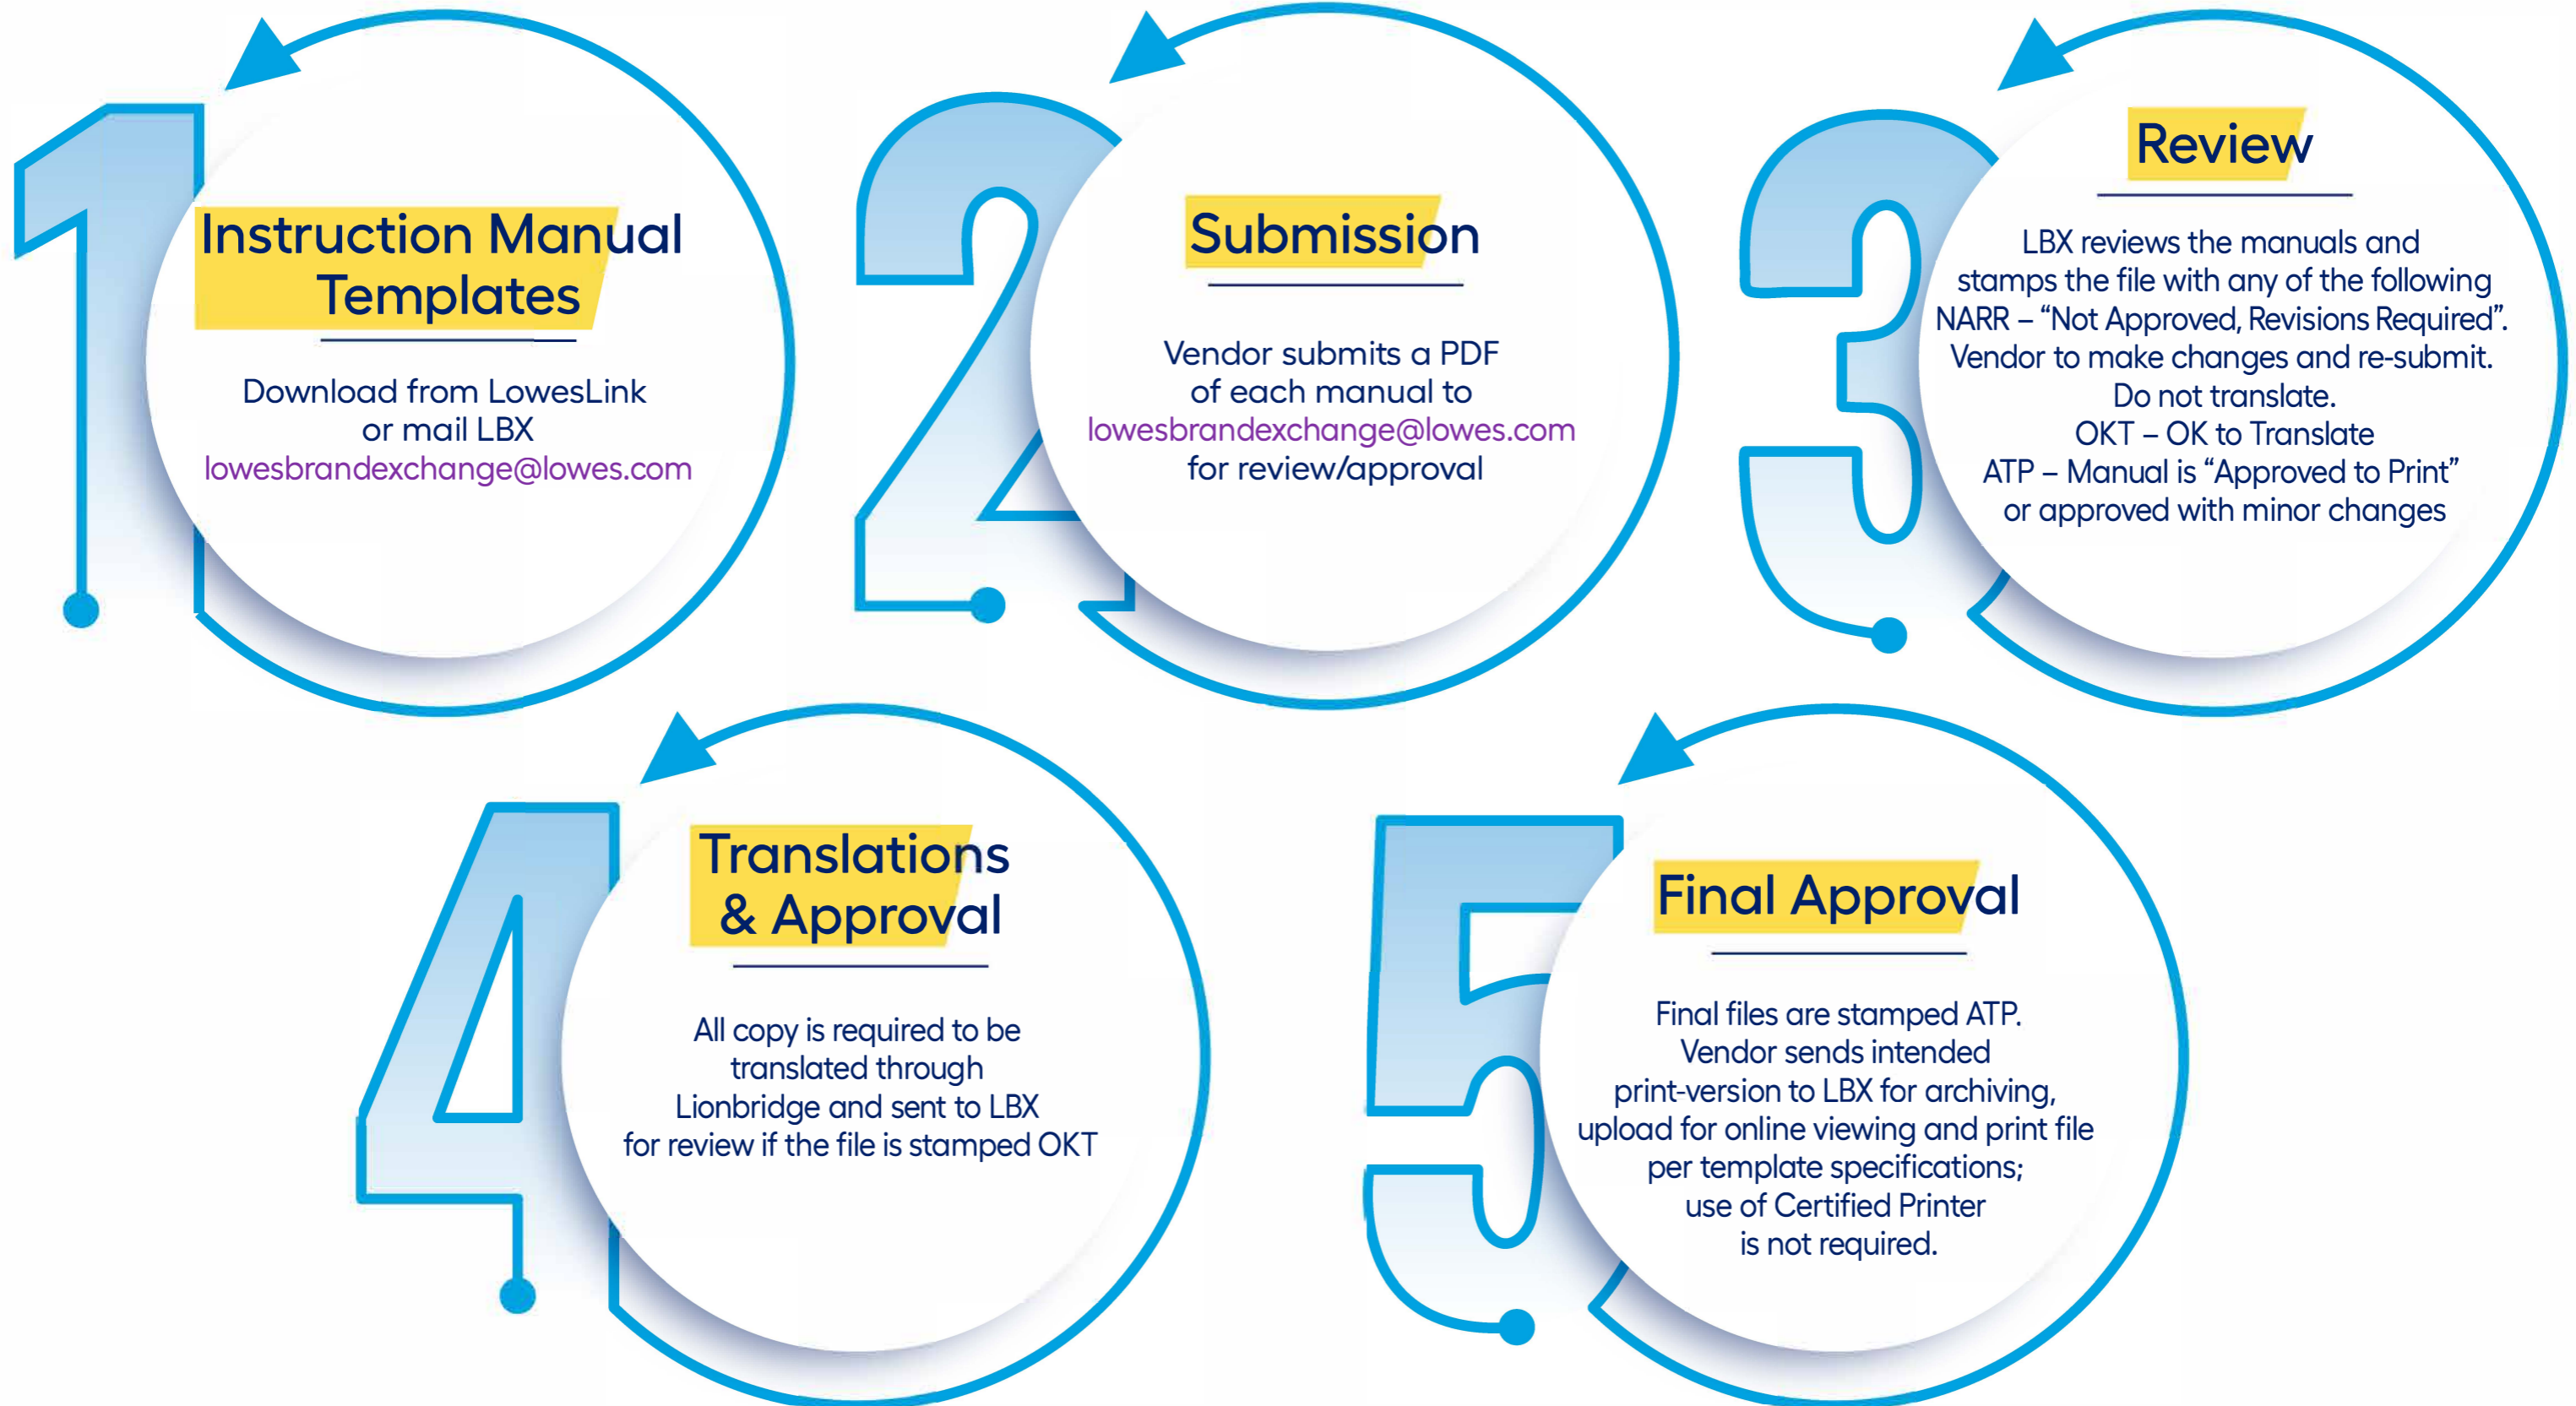 1
Instruction Manual
Templates
Download from LowesLink
or mail LBX
lowesbrandexchange@lowes.com
2
Submission
Vendor submits a PDF
of each manual to
lowesbrandexchange@lowes.com
for review/approval
3
Review
LBX reviews the manuals and
stamps the file with any of the following
NARR – “Not Approved, Revisions Required”.
Vendor to make changes and re-submit.
Do not translate.
OKT – OK to Translate
ATP – Manual is “Approved to Print”
or approved with minor changes
4
Translations
& Approval
All copy is required to be
translated through
Lionbridge and sent to LBX
for review if the file is stamped OKT
5
Final Approval
Final files are stamped ATP.
Vendor sends intended
print-version to LBX for archiving,
upload for online viewing and print file
per template specifications;
use of Certified Printer
is not required.